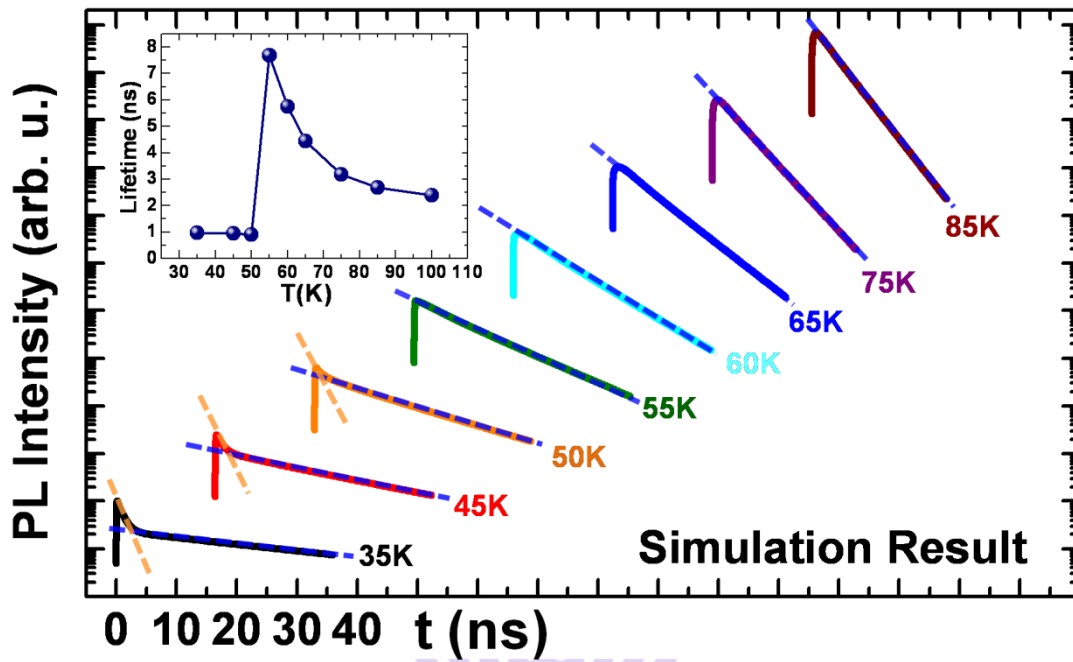 PL Intensity (arb. u.)
Lifetime (ns)
8
7
6
5
4
3
2
1
0
30 40 50 60 70 80 90 100 110
T(K)
85K
75K
65K
60K
55K
50K
45K
35K
Simulation Result
0 10 20 30 40 t (ns)